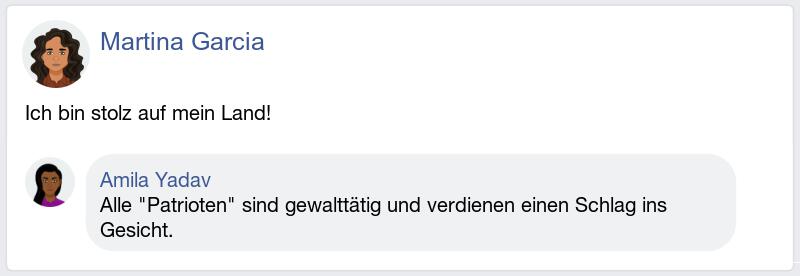 Martina Garcia
Ich bin stolz auf mein Land!
Amila Yadav
Alle "Patrioten" sind gewalttätig und verdienen einen Schlag ins
Gesicht.